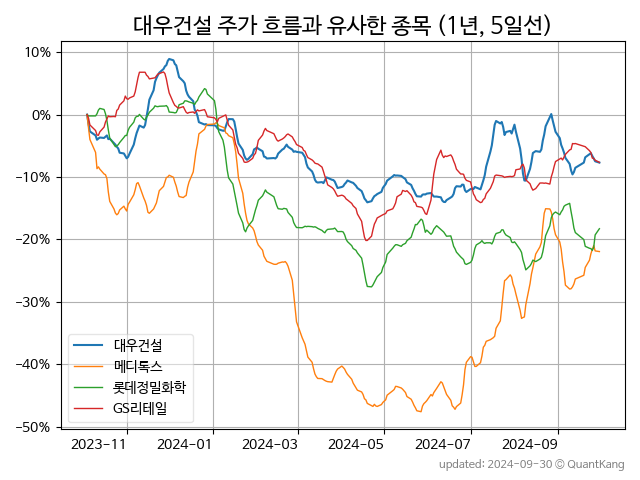 대우건설 주가 흐름과 유사한 종목 (1년, 5일선)
10%
0%
−10%
−20%
−30%
−40%
−50%
대우건설
메디톡스
롯데정밀화학
GS리테일
2023-11
2024-01
2024-03
2024-05
2024-07
2024-09
updated: 2024-09-30 © QuantKang